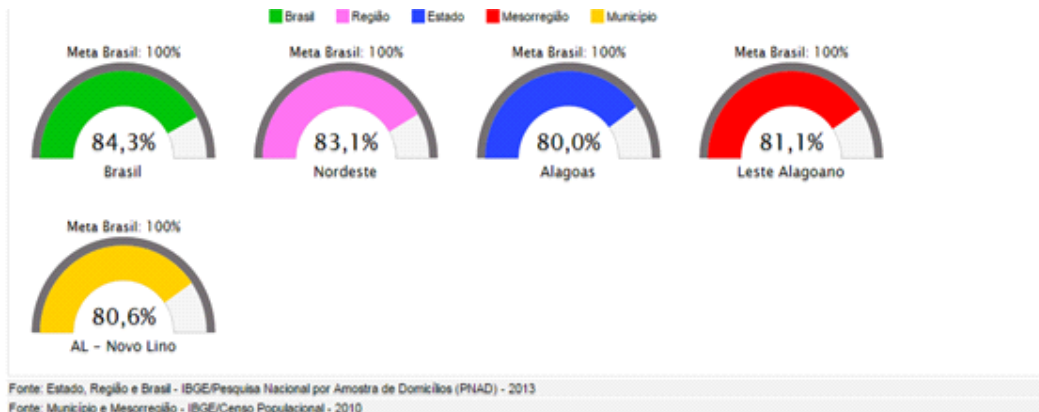 Brasil Região Estado Mesorregião Município
Meta Brasil: 100% Meta Brasil: 100% Meta Brasil: 100% Meta Brasil: 100%
84,3% 83,1% 80,0% 81,1%
Brasil Nordeste Alagoas Leste Alagoano
Meta Brasil: 100%
80,6%
AL – Novo Lino
Fonte: Estado, Região e Brasil - IBGE/Pesquisa Nacional por Amostra de Domicílios (PNAD) - 2013
Fonte: Município e Mesorregião - IBGE/Censo Populacional - 2010